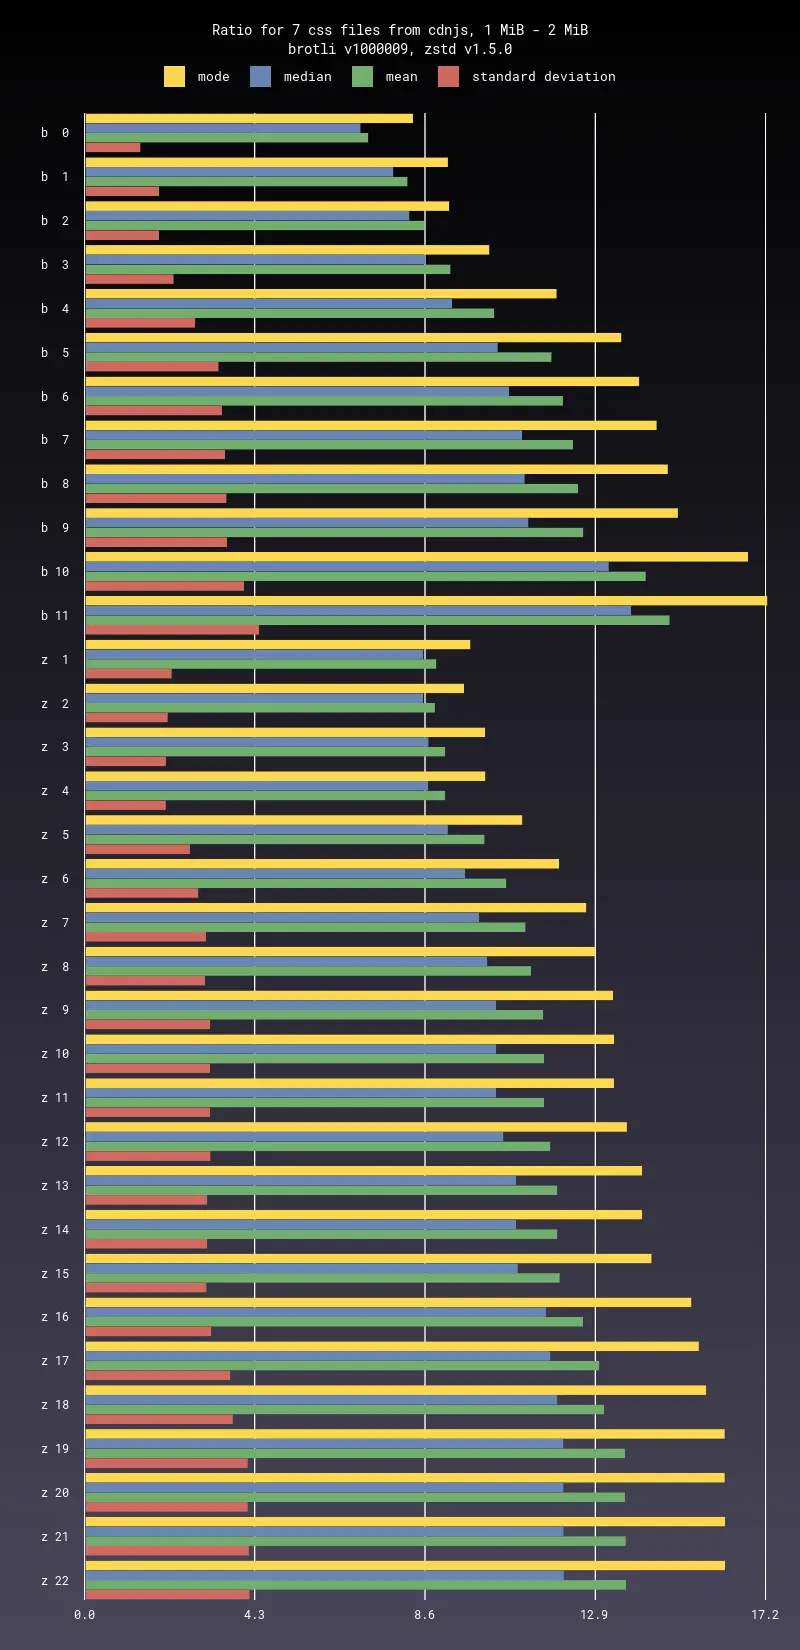 Ratio for 7 css files from cdnjs, 1 MiB - 2 MiB
brotli v1000009, zstd v1.5.0
mode median mean standard deviation
b 0
b 1
b 2
b 3
b 4
b 5
b 6
b 7
b 8
b 9
b 10
b 11
z 1
z 2
z 3
z 4
z 5
z 6
z 7
z 8
z 9
z 10
z 11
z 12
z 13
z 14
z 15
z 16
z 17
z 18
z 19
z 20
z 21
z 22
0.0 4.3 8.6 12.9 17.2